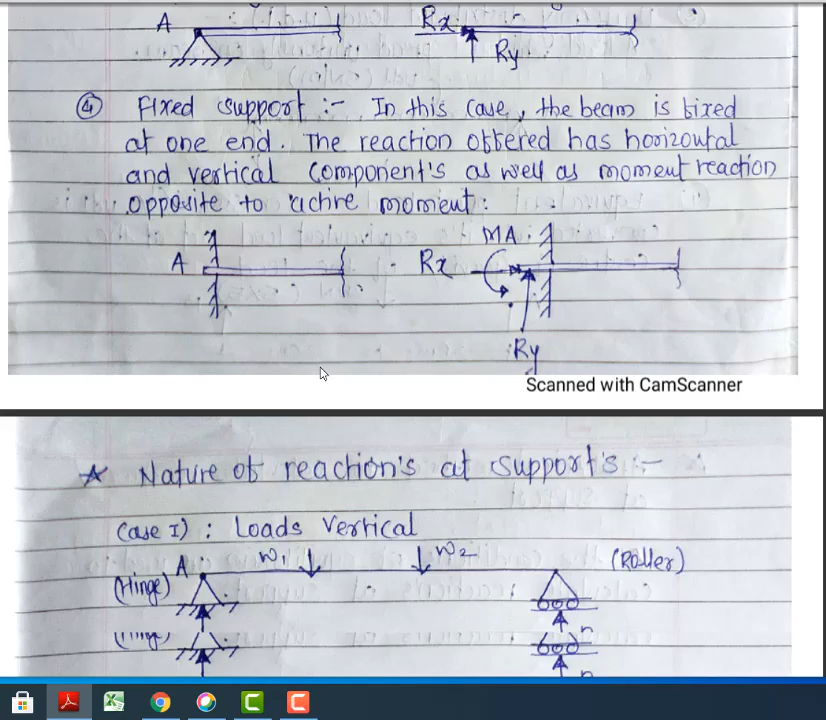 A
Rx
Ry
④ Fixed support :- In this case, the beam is fixed
at one end. The reaction offered has horizontal
and vertical component's as well as moment reaction
opposite to active moment.
A
MA
Rx
Ry
Scanned with CamScanner
★ Nature of reaction's at support's :-
Case I) : Loads vertical
A W1 W2 (Roller)
(Hinge)